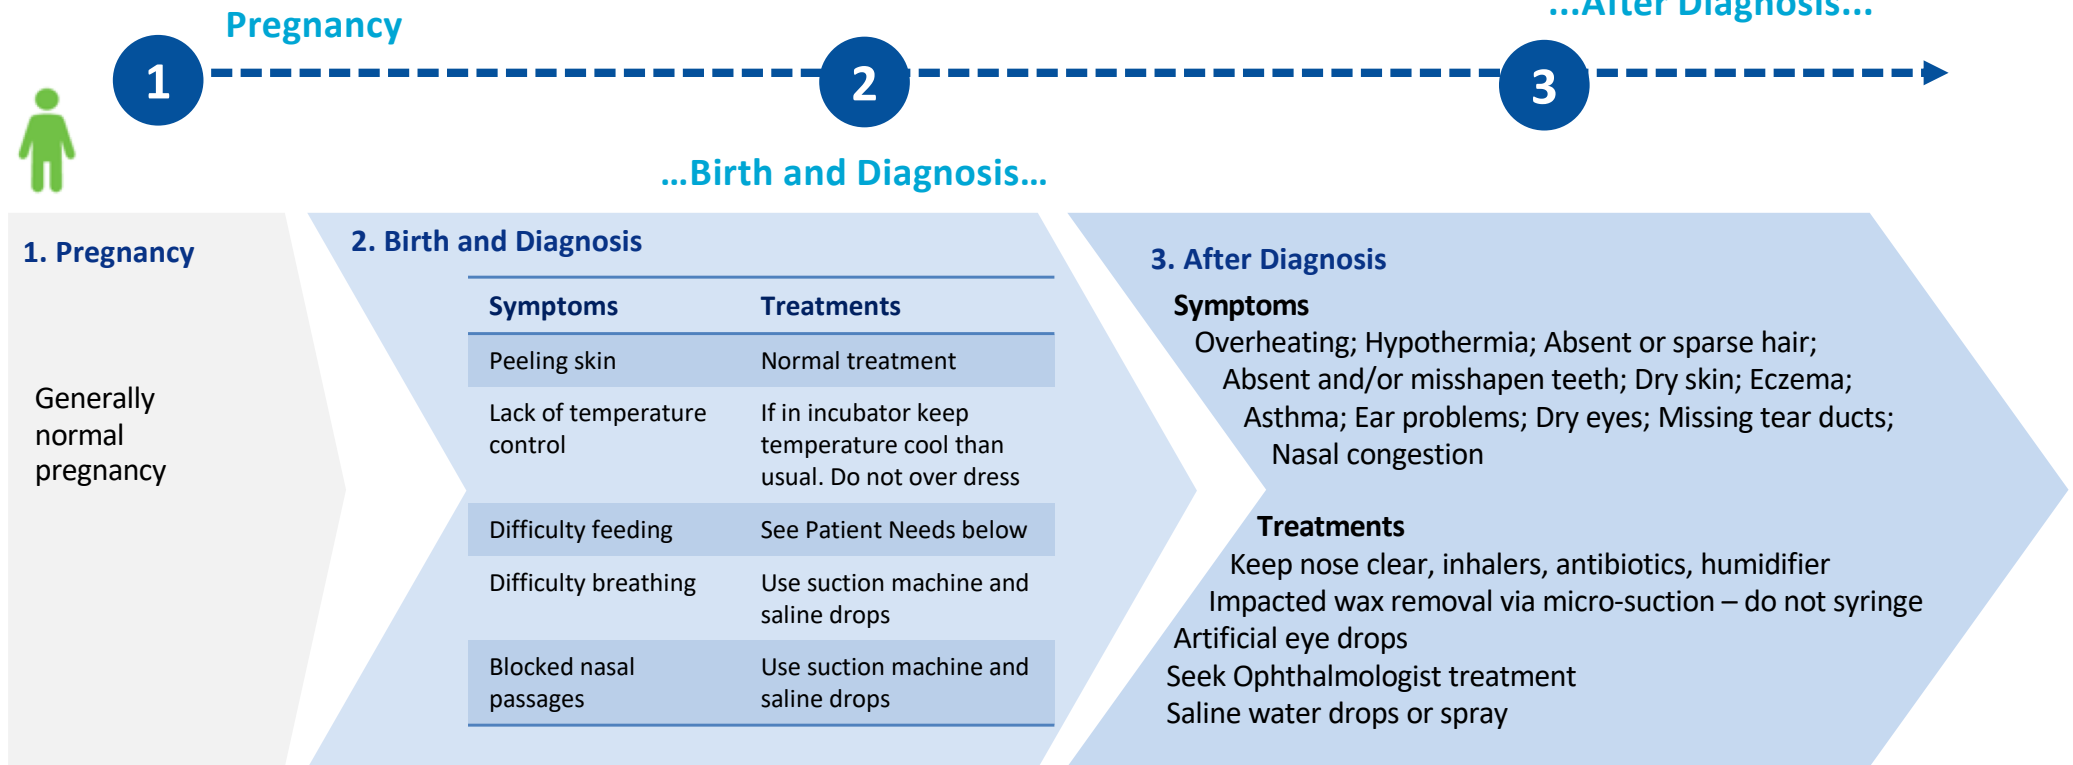 Pregnancy
...After Diagnosis...
1
2
3
...Birth and Diagnosis...
1. Pregnancy
Generally
normal
pregnancy
2. Birth and Diagnosis
Symptoms Treatments
Peeling skin Normal treatment
Lack of temperature If in incubator keep
control temperature cool than
usual. Do not over dress
Difficulty feeding See Patient Needs below
Difficulty breathing Use suction machine and
saline drops
Blocked nasal Use suction machine and
passages saline drops
3. After Diagnosis
Symptoms
Overheating; Hypothermia; Absent or sparse hair;
Absent and/or misshapen teeth; Dry skin; Eczema;
Asthma; Ear problems; Dry eyes; Missing tear ducts;
Nasal congestion
Treatments
Keep nose clear, inhalers, antibiotics, humidifier
Impacted wax removal via micro-suction – do not syringe
Artificial eye drops
Seek Ophthalmologist treatment
Saline water drops or spray